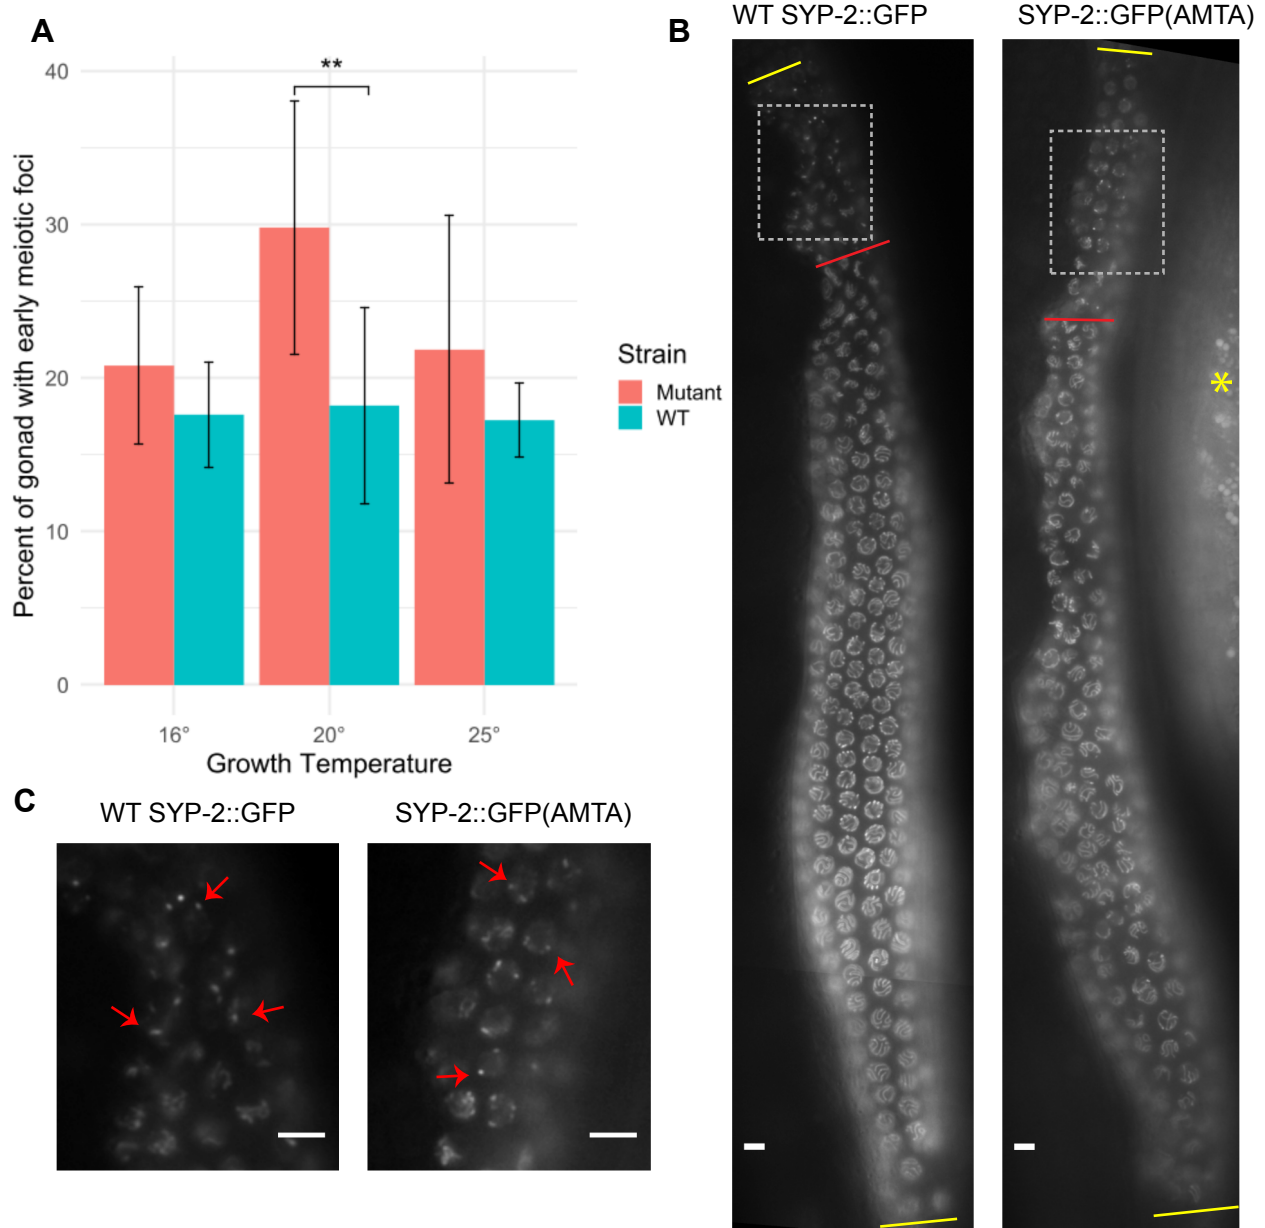 A
Percent of gonad with early meiotic foci
40
30
20
10
0
**
16°
20°
25°
Growth Temperature
Strain
Mutant
WT
B
WT SYP-2::GFP
SYP-2::GFP(AMTA)
*
C
WT SYP-2::GFP
SYP-2::GFP(AMTA)